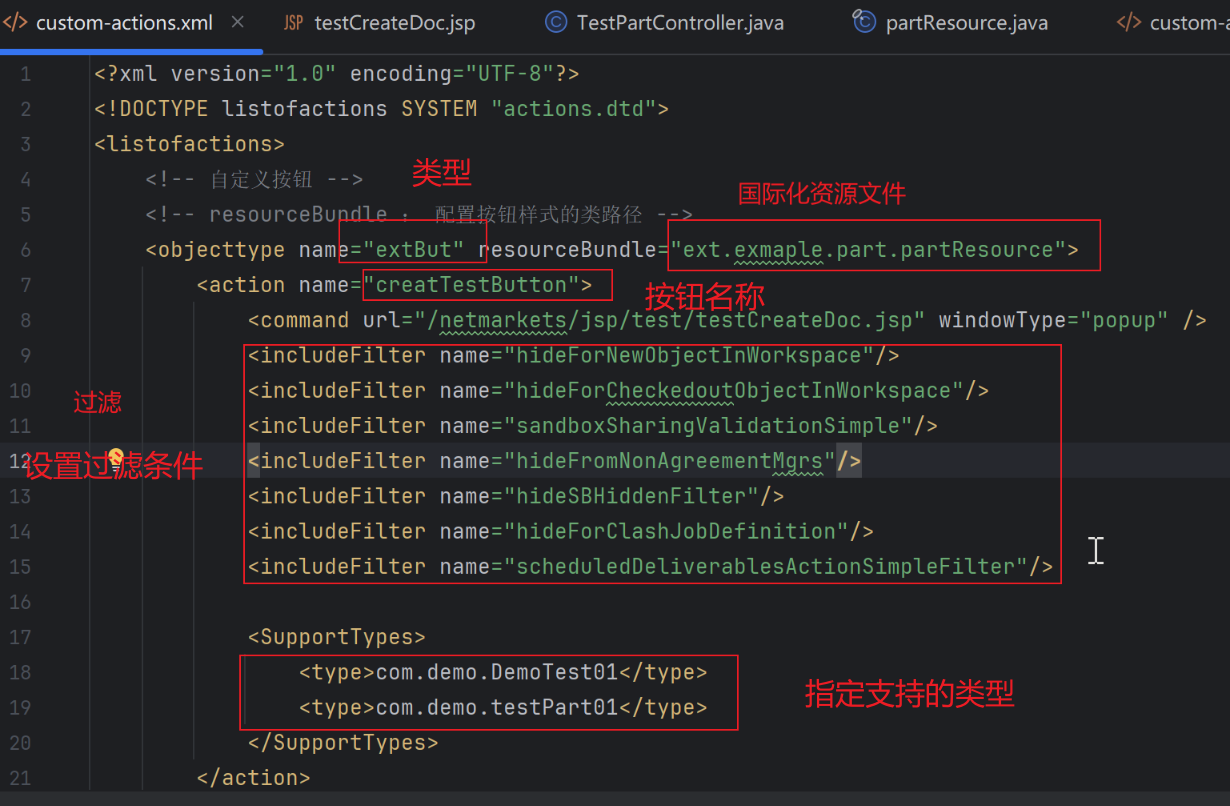 custom-actions.xml
testCreateDoc.jsp
TestPartController.java
partResource.java
custom-a
1 <?xml version="1.0" encoding="UTF-8"?>
2 <!DOCTYPE listofactions SYSTEM "actions.dtd">
3 <listofactions>
类型
4 <!-- 自定义按钮 -->
国际化资源文件
5 <!-- resourceBundle ： 配置按钮样式的类路径 -->
6 <objecttype name="extBut" resourceBundle="ext.exmaple.part.partResource">
7 <action name="creatTestButton">
按钮名称
8 <command url="/netmarkets/jsp/test/testCreateDoc.jsp" windowType="popup" />
9 <includeFilter name="hideForNewObjectInWorkspace"/>
10 <includeFilter name="hideForCheckedoutObjectInWorkspace"/>
过滤
11 <includeFilter name="sandboxSharingValidationSimple"/>
设置过滤条件
12 <includeFilter name="hideFromNonAgreementMgrs"/>
13 <includeFilter name="hideSBHiddenFilter"/>
14 <includeFilter name="hideForClashJobDefinition"/>
15 <includeFilter name="scheduledDeliverablesActionSimpleFilter"/>
16
17 <SupportTypes>
18 <type>com.demo.DemoTest01</type>
指定支持的类型
19 <type>com.demo.testPart01</type>
20 </SupportTypes>
21 </action>